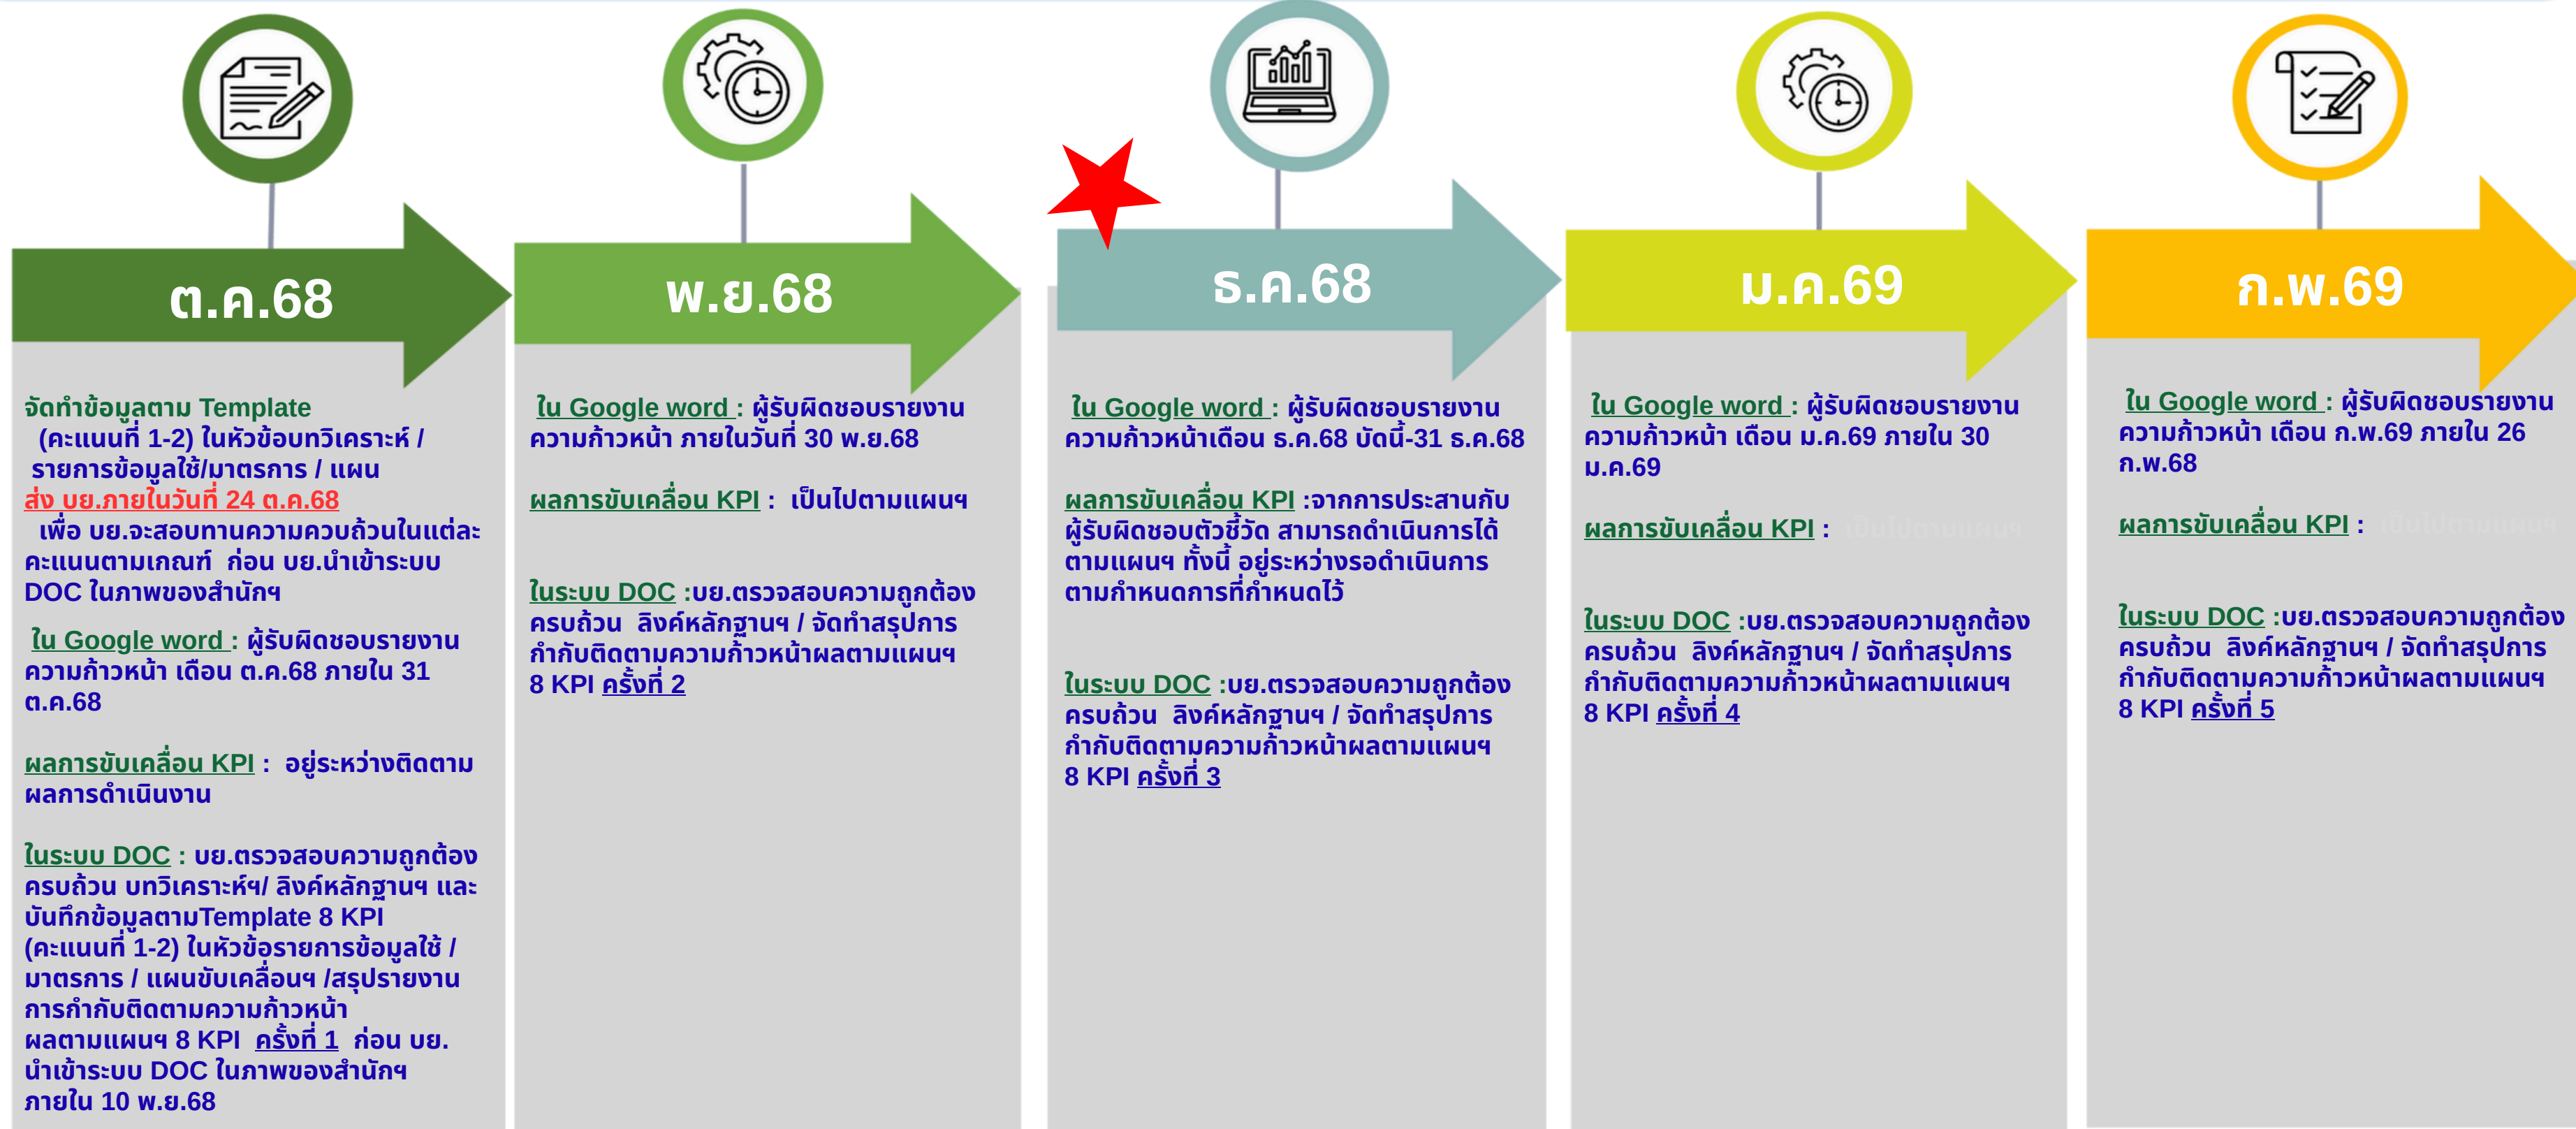 ต.ค.68
จัดทำข้อมูลตาม Template
(คะแนนที่ 1-2) ในหัวข้อบทวิเคราะห์ /
รายการข้อมูลใช้/มาตรการ / แผน
ส่ง บย.ภายในวันที่ 24 ต.ค.68
เพื่อ บย.จะสอบทานความควบถ้วนในแต่ละ
คะแนนตามเกณฑ์ ก่อน บย.นำเข้าระบบ
DOC ในภาพของสำนักฯ
ใน Google word : ผู้รับผิดชอบรายงาน
ความก้าวหน้า เดือน ต.ค.68 ภายใน 31
ต.ค.68
ผลการขับเคลื่อน KPI : อยู่ระหว่างติดตาม
ผลการดำเนินงาน
ในระบบ DOC : บย.ตรวจสอบความถูกต้อง
ครบถ้วน บทวิเคราะห์ฯ/ ลิงค์หลักฐานฯ และ
บันทึกข้อมูลตามTemplate 8 KPI
(คะแนนที่ 1-2) ในหัวข้อรายการข้อมูลใช้ /
มาตรการ / แผนขับเคลื่อนฯ /สรุปรายงาน
การกำกับติดตามความก้าวหน้า
ผลตามแผนฯ 8 KPI ครั้งที่ 1 ก่อน บย.
นำเข้าระบบ DOC ในภาพของสำนักฯ
ภายใน 10 พ.ย.68
พ.ย.68
ใน Google word : ผู้รับผิดชอบรายงาน
ความก้าวหน้า ภายในวันที่ 30 พ.ย.68
ผลการขับเคลื่อน KPI : เป็นไปตามแผนฯ
ในระบบ DOC :บย.ตรวจสอบความถูกต้อง
ครบถ้วน ลิงค์หลักฐานฯ / จัดทำสรุปการ
กำกับติดตามความก้าวหน้าผลตามแผนฯ
8 KPI ครั้งที่ 2
ธ.ค.68
ใน Google word : ผู้รับผิดชอบรายงาน
ความก้าวหน้าเดือน ธ.ค.68 บัดนี้-31 ธ.ค.68
ผลการขับเคลื่อน KPI :จากการประสานกับ
ผู้รับผิดชอบตัวชี้วัด สามารถดำเนินการได้
ตามแผนฯ ทั้งนี้ อยู่ระหว่างรอดำเนินการ
ตามกำหนดการที่กำหนดไว้
ในระบบ DOC :บย.ตรวจสอบความถูกต้อง
ครบถ้วน ลิงค์หลักฐานฯ / จัดทำสรุปการ
กำกับติดตามความก้าวหน้าผลตามแผนฯ
8 KPI ครั้งที่ 3
ม.ค.69
ใน Google word : ผู้รับผิดชอบรายงาน
ความก้าวหน้า เดือน ม.ค.69 ภายใน 30
ม.ค.69
ผลการขับเคลื่อน KPI : เป็นไปตามแผนฯ
ในระบบ DOC :บย.ตรวจสอบความถูกต้อง
ครบถ้วน ลิงค์หลักฐานฯ / จัดทำสรุปการ
กำกับติดตามความก้าวหน้าผลตามแผนฯ
8 KPI ครั้งที่ 4
ก.พ.69
ใน Google word : ผู้รับผิดชอบรายงาน
ความก้าวหน้า เดือน ก.พ.69 ภายใน 26
ก.พ.68
ผลการขับเคลื่อน KPI : เป็นไปตามแผนฯ
ในระบบ DOC :บย.ตรวจสอบความถูกต้อง
ครบถ้วน ลิงค์หลักฐานฯ / จัดทำสรุปการ
กำกับติดตามความก้าวหน้าผลตามแผนฯ
8 KPI ครั้งที่ 5